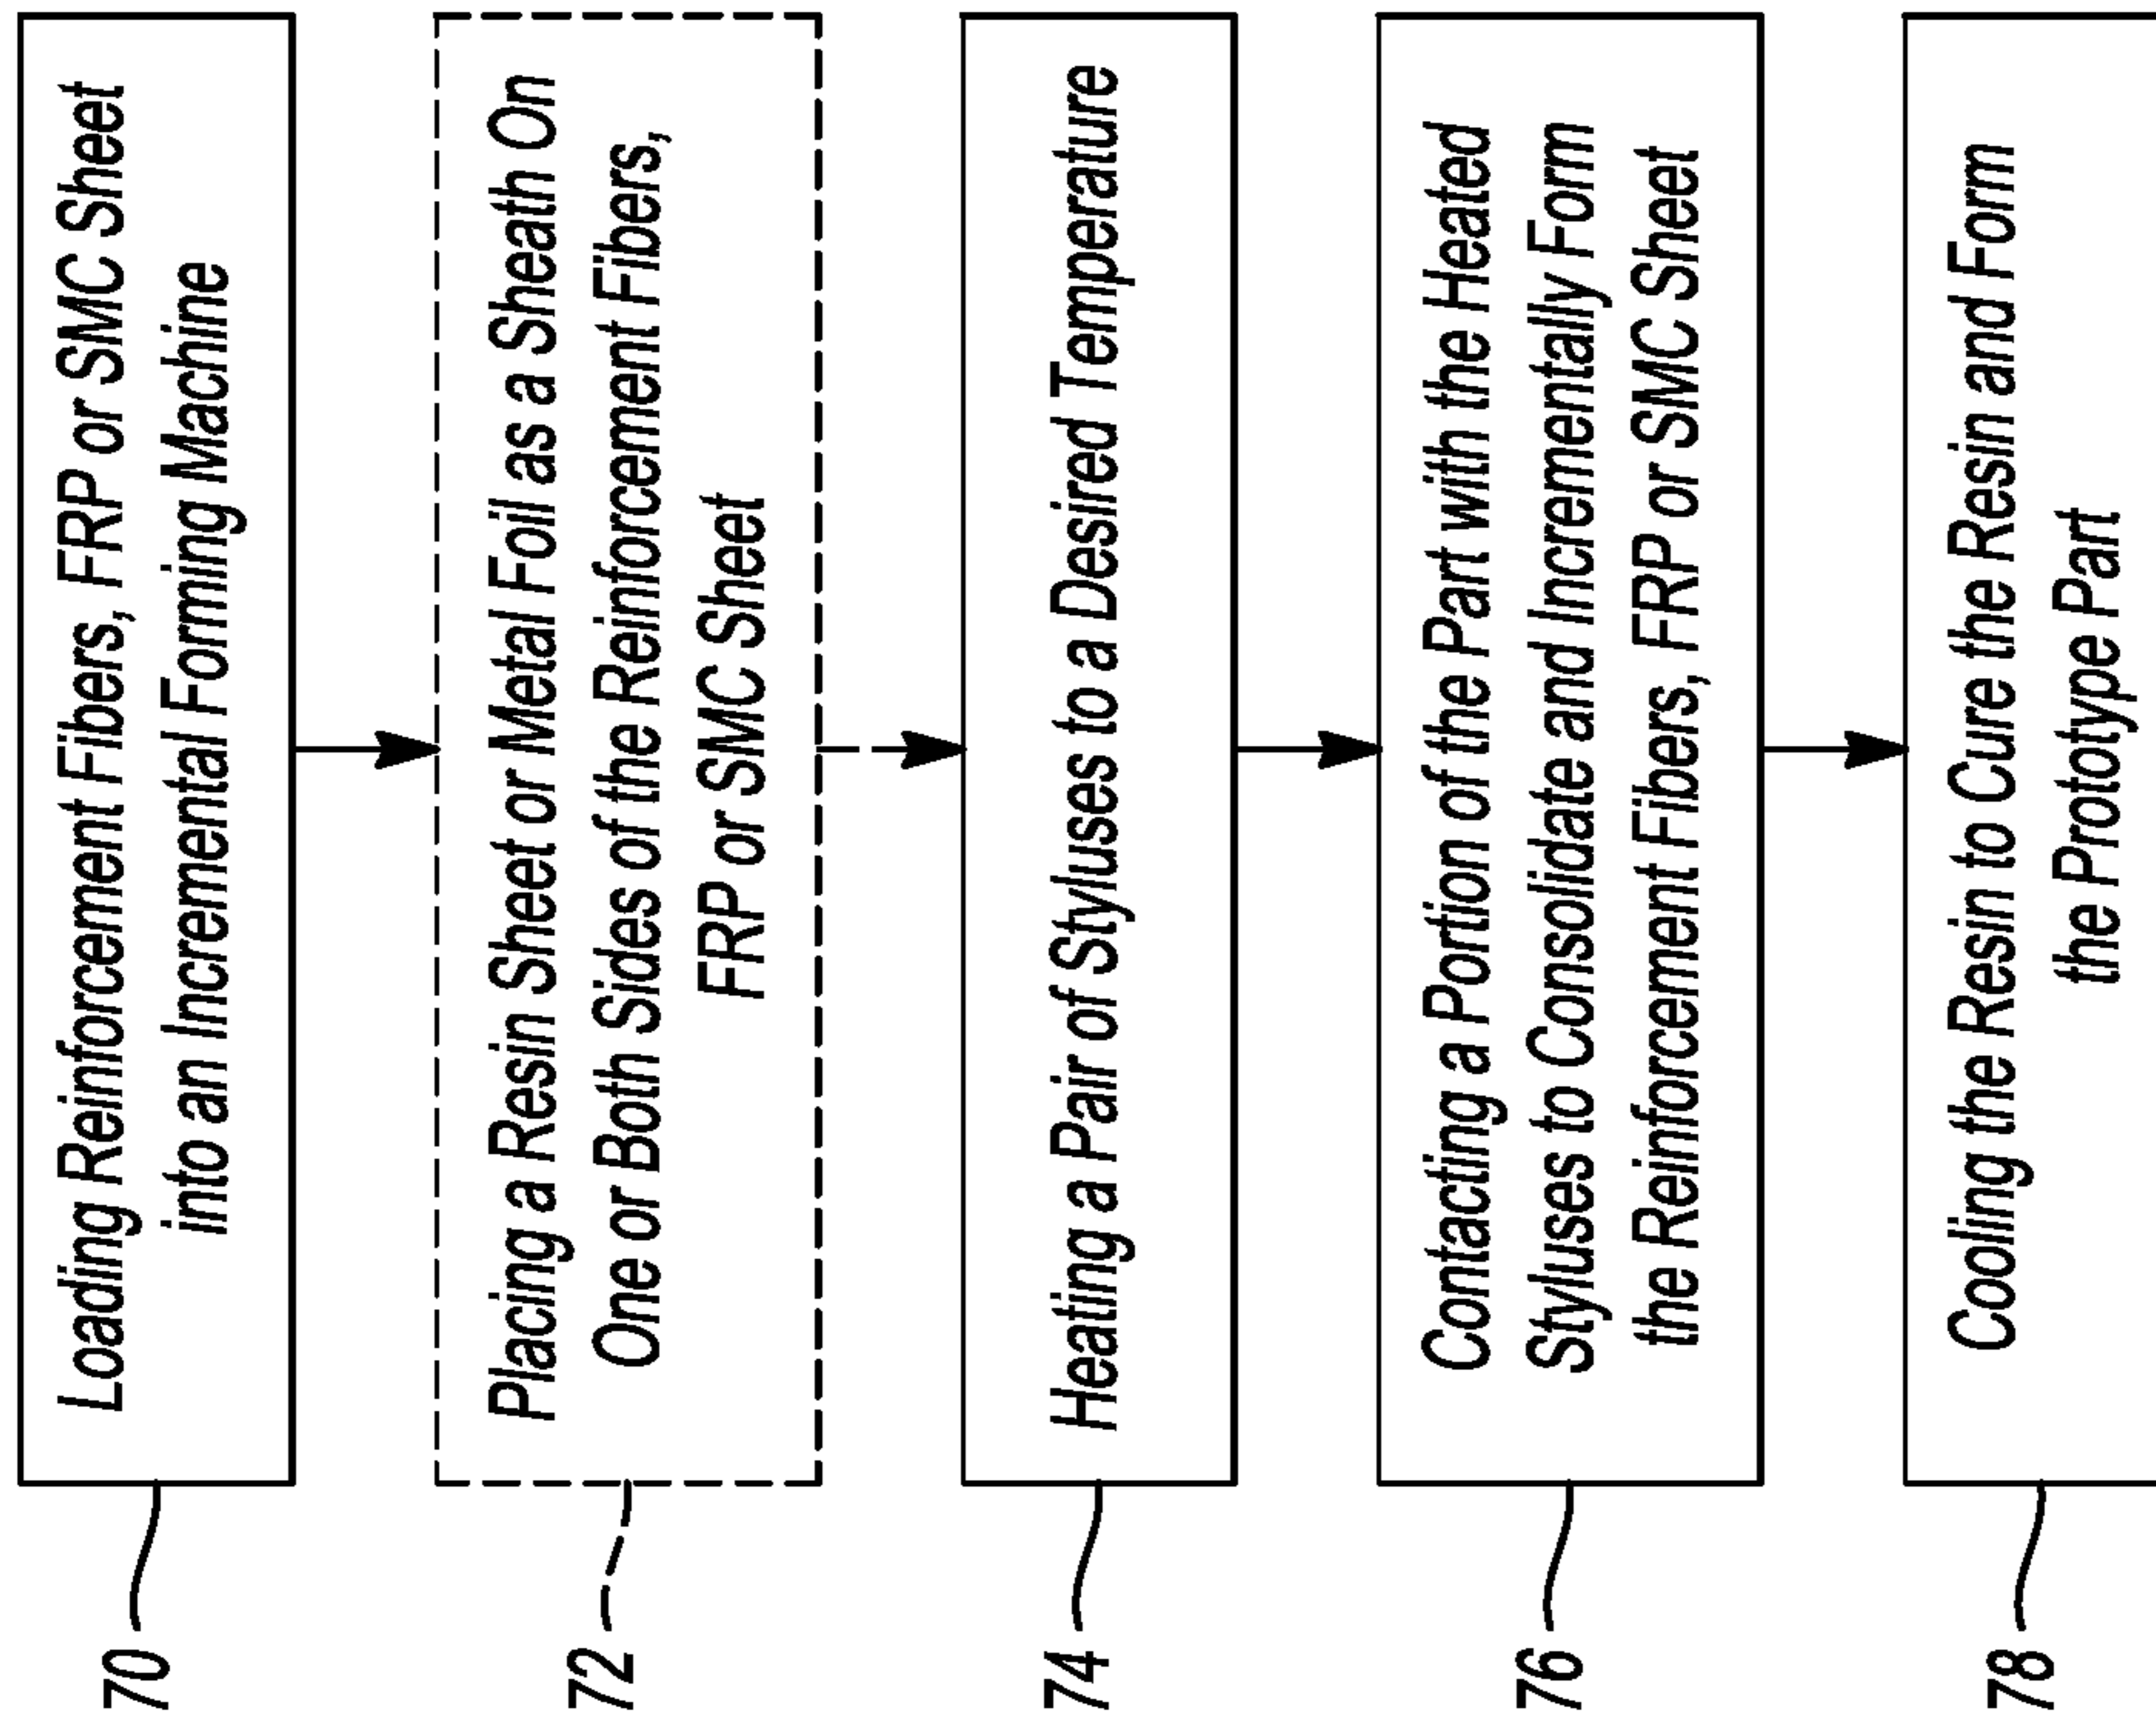 70
Loading Reinforcement Fibers, FRP or SMC Sheet
into an Incremental Forming Machine
72
Placing a Resin Sheet or Metal Foil as a Sheath On
One or Both Sides of the Reinforcement Fibers,
FRP or SMC Sheet
74
Heating a Pair of Styluses to a Desired Temperature
76
Contacting a Portion of the Part with the Heated
Styluses to Consolidate and Incrementally Form
the Reinforcement Fibers, FRP or SMC Sheet
78
Cooling the Resin to Cure the Resin and Form
the Prototype Part